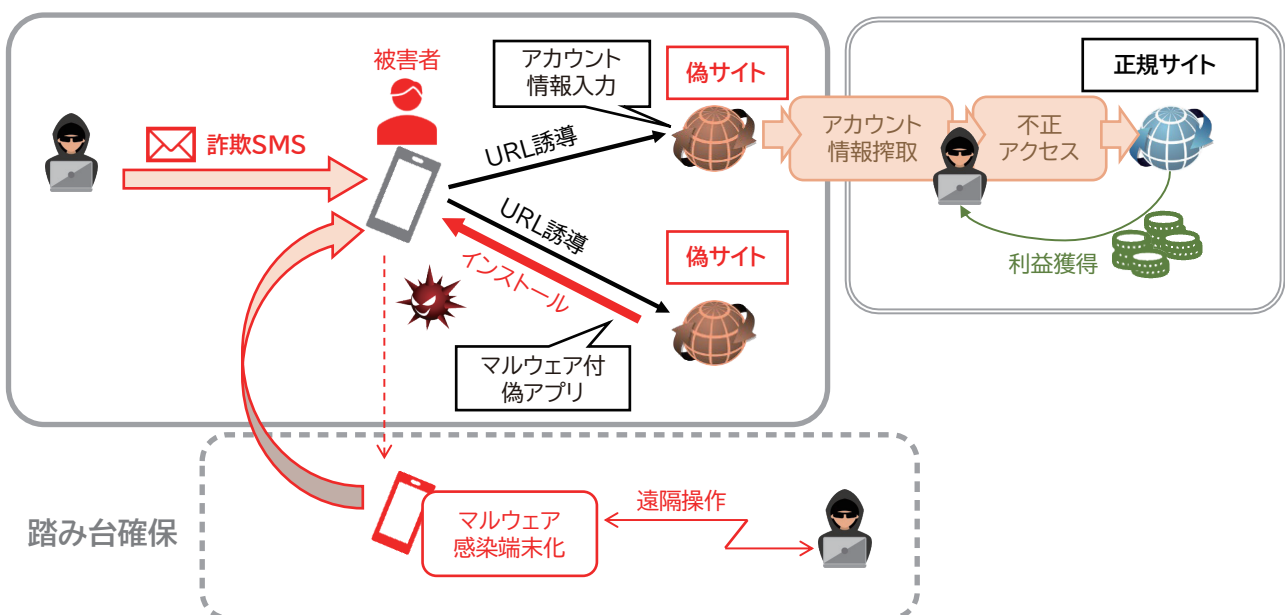 被害者
詐欺SMS
アカウント
情報入力
偽サイト
URL誘導
URL誘導
インストール
偽サイト
マルウェア付
偽アプリ
アカウント
情報搾取
不正
アクセス
正規サイト
利益獲得
踏み台確保
マルウェア
感染端末化
遠隔操作